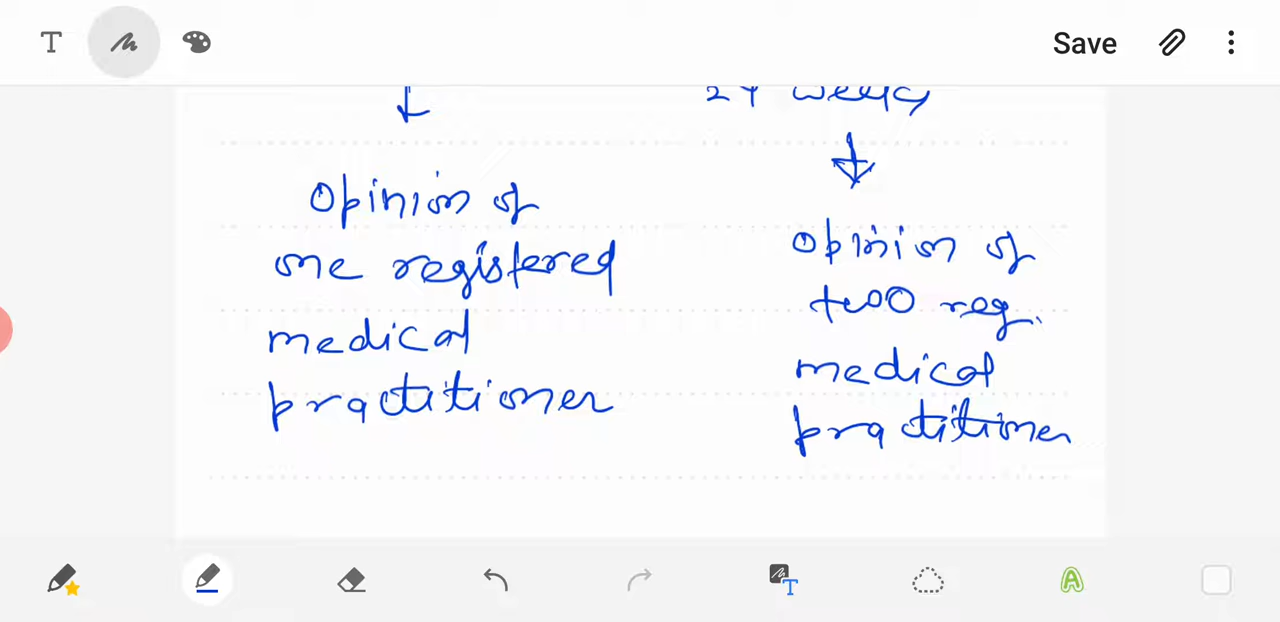 Save
24 weeks
Opinion of
one registered
medical
practitioner
Opinion of
two reg.
medical
practitioner